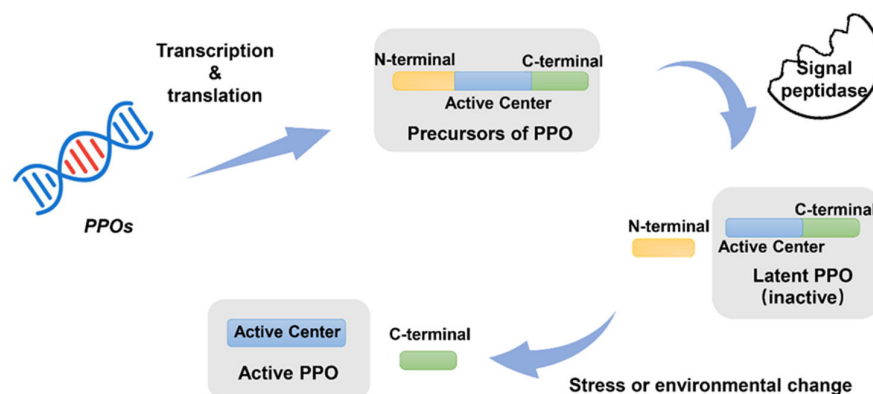 Transcription
&
translation
PPOs
N-terminal
C-terminal
Active Center
Precursors of PPO
Signal
peptidase
N-terminal
C-terminal
Active Center
Latent PPO
(inactive)
Stress or environmental change
C-terminal
Active Center
Active PPO